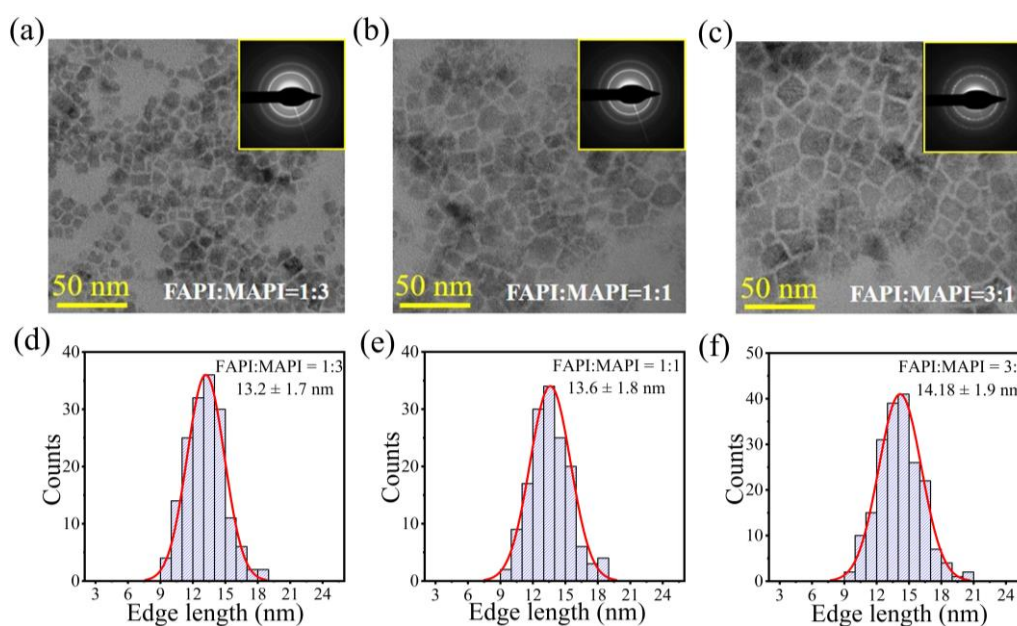 (a)
50 nm
FAPI:MAPI=1:3
(b)
50 nm
FAPI:MAPI=1:1
(c)
50 nm
FAPI:MAPI=3:1
(d)
FAPI:MAPI = 1:3
13.2 ± 1.7 nm
40
30
20
10
0
Counts
3 6 9 12 15 18 21 24
Edge length (nm)
(e)
FAPI:MAPI = 1:1
13.6 ± 1.8 nm
40
30
20
10
0
Counts
3 6 9 12 15 18 21 24
Edge length (nm)
(f)
FAPI:MAPI = 3:
14.18 ± 1.9 nm
50
40
30
20
10
0
Counts
3 6 9 12 15 18 21 24
Edge length (nm)